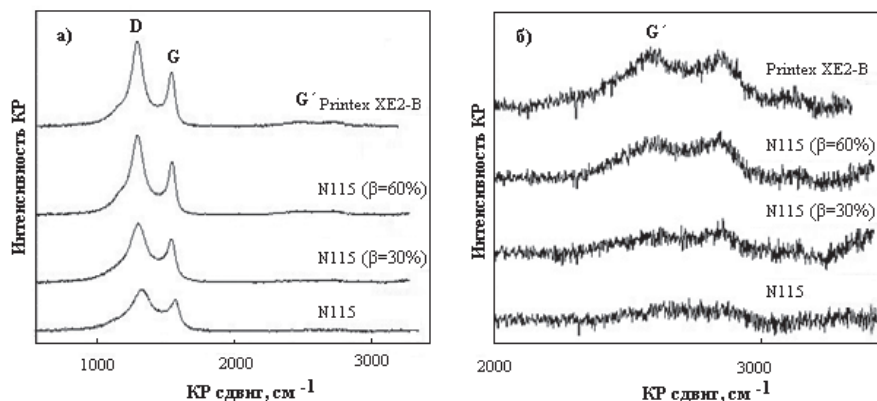 а)
D
G
G´ Printex XE2-B
N115 (β=60%)
N115 (β=30%)
N115
Интенсивность КР
1000 2000 3000
КР сдвиг, см -1
б)
G´
Printex XE2-B
N115 (β=60%)
N115 (β=30%)
N115
Интенсивность КР
2000 3000
КР сдвиг, см -1